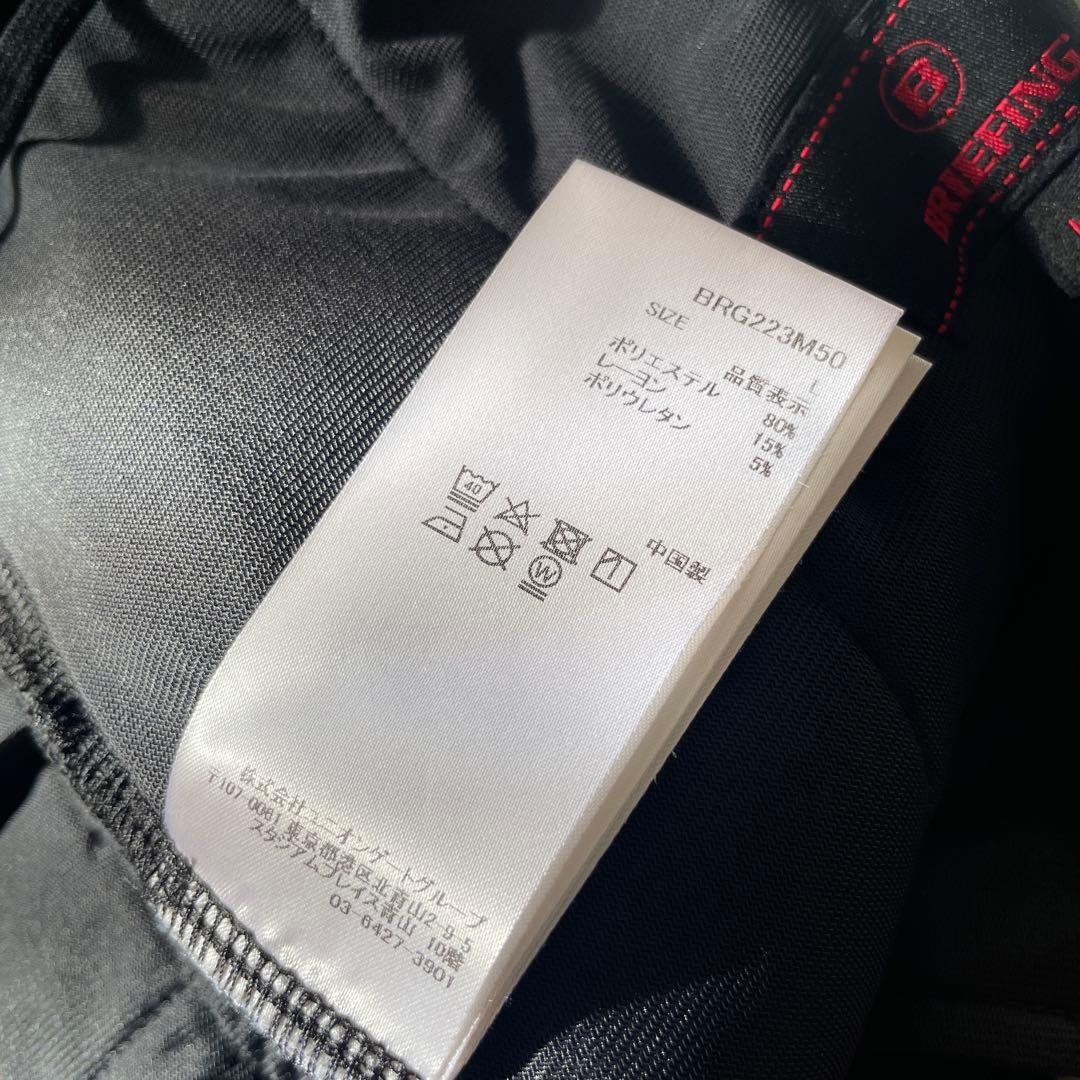 B
BRIEFING
BRG223M50
SIZE L
品質表示
ポリエステル 80%
レーヨン 15%
ポリウレタン 5%
40
W
中国製
株式会社ユニオンゲートグループ
〒107-0061 東京都港区北青山2-9-5
スタジアムプレイス青山 10階
03-6427-3901